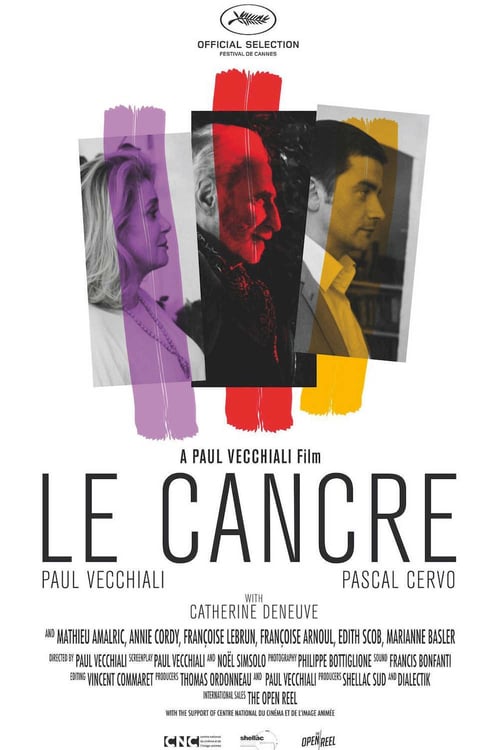 OFFICIAL SELECTION
FESTIVAL DE CANNES
A PAUL VECCHIALI Film
LE CANCRE
PAUL VECCHIALI PASCAL CERVO
WITH
CATHERINE DENEUVE
AND MATHIEU AMALRIC, ANNIE CORDY, FRANÇOISE LEBRUN, FRANÇOISE ARNOUL, EDITH SCOB, MARIANNE BASLER
DIRECTED BY PAUL VECCHIALI SCREENPLAY PAUL VECCHIALI AND NOËL SIMSOLO PHOTOGRAPHY PHILIPPE BOTTIGLIONE SOUND FRANCIS BONFANTI
EDITING VINCENT COMMARET PRODUCERS THOMAS ORDONNEAU AND PAUL VECCHIALI PRODUCERS SHELLAC SUD AND DIALECTIK
INTERNATIONAL SALES THE OPEN REEL
WITH THE SUPPORT OF CENTRE NATIONAL DU CINÉMA ET DE L'IMAGE ANIMÉE
CNC
shellac
THE OPEN REEL